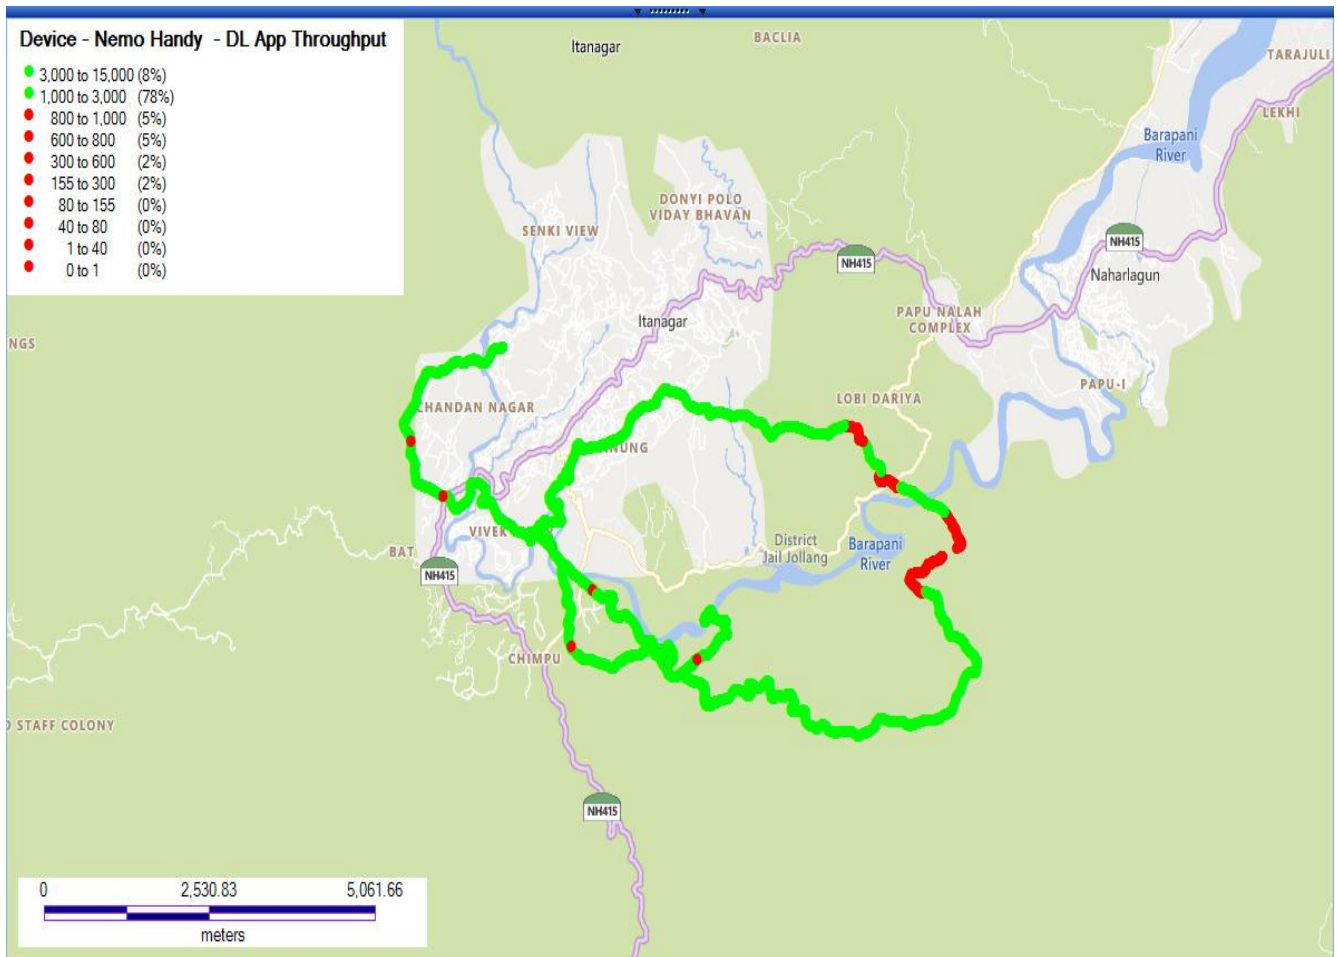 Device - Nemo Handy - DL App Throughput
3,000 to 15,000 (8%)
1,000 to 3,000 (78%)
800 to 1,000 (5%)
600 to 800 (5%)
300 to 600 (2%)
155 to 300 (2%)
80 to 155 (0%)
40 to 80 (0%)
1 to 40 (0%)
0 to 1 (0%)
Itanagar
BACLIA
TARAJULI
LEKHI
Barapani
River
DONYI POLO
VIDAY BHAVAN
SENKI VIEW
NH415
NH415
Naharlagun
PAPU NALAH
COMPLEX
Itanagar
NGS
PAPU-I
LOBI DARIYA
CHANDAN NAGAR
NUNG
VIVEK
District
Jail Jollang
Barapani
River
BAT
NH415
CHIMPU
STAFF COLONY
NH415
0 2,530.83 5,061.66
meters